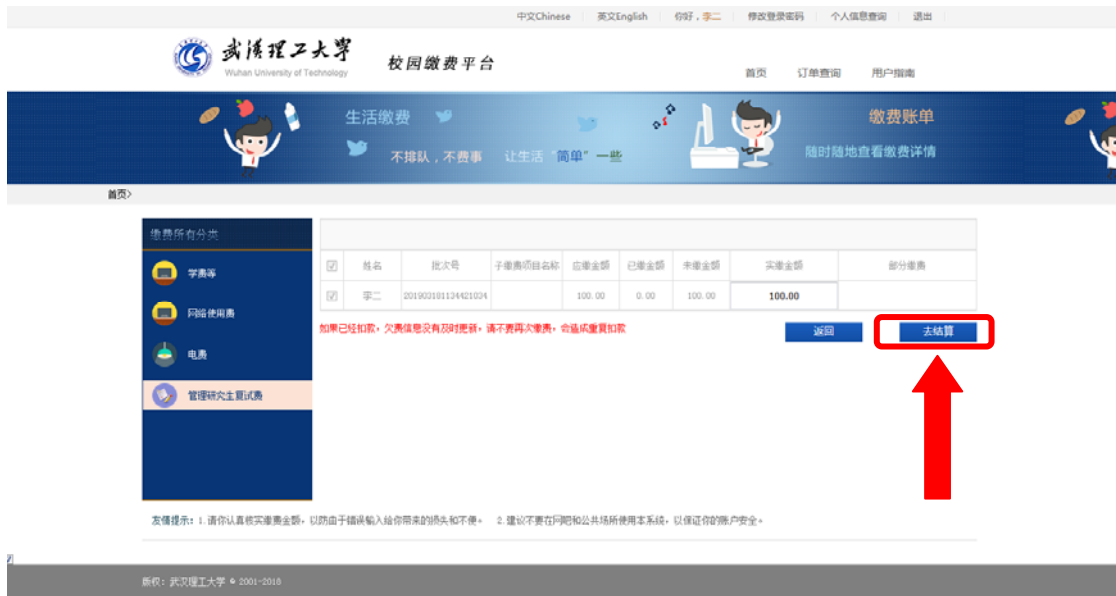 中文Chinese 英文English 你好，李二 修改登录密码 个人信息查询 退出
武漢理工大學
Wuhan University of Technology
校园缴费平台
首页 订单查询 用户指南
生活缴费
不排队，不费事 让生活“简单”一些
缴费账单
随时随地查看缴费详情
首页>
缴费所有分类
学费等
网络使用费
电费
管理研究生复试费
姓名 批次号 子缴费项目名称 应缴金额 已缴金额 未缴金额 实缴金额 部分缴费
李二 201903181134421034 100.00 0.00 100.00 100.00
如果已经扣款，欠费信息没有及时更新，请不要再次缴费，会造成重复扣款
返回 去结算
友情提示：1.请你认真核实缴费金额，以防由于错误输入给你带来的损失和不便。 2.建议不要在网吧和公共场所使用本系统，以保证你的账户安全。
版权：武汉理工大学 © 2001-2018